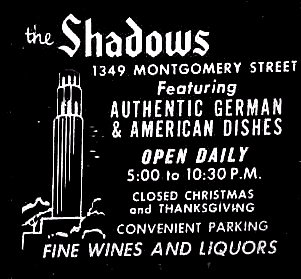 the Shadows
1349 MONTGOMERY STREET
Featuring
AUTHENTIC GERMAN
& AMERICAN DISHES
OPEN DAILY
5:00 to 10:30 P.M.
CLOSED CHRISTMAS
and THANKSGIVING
CONVENIENT PARKING
FINE WINES AND LIQUORS